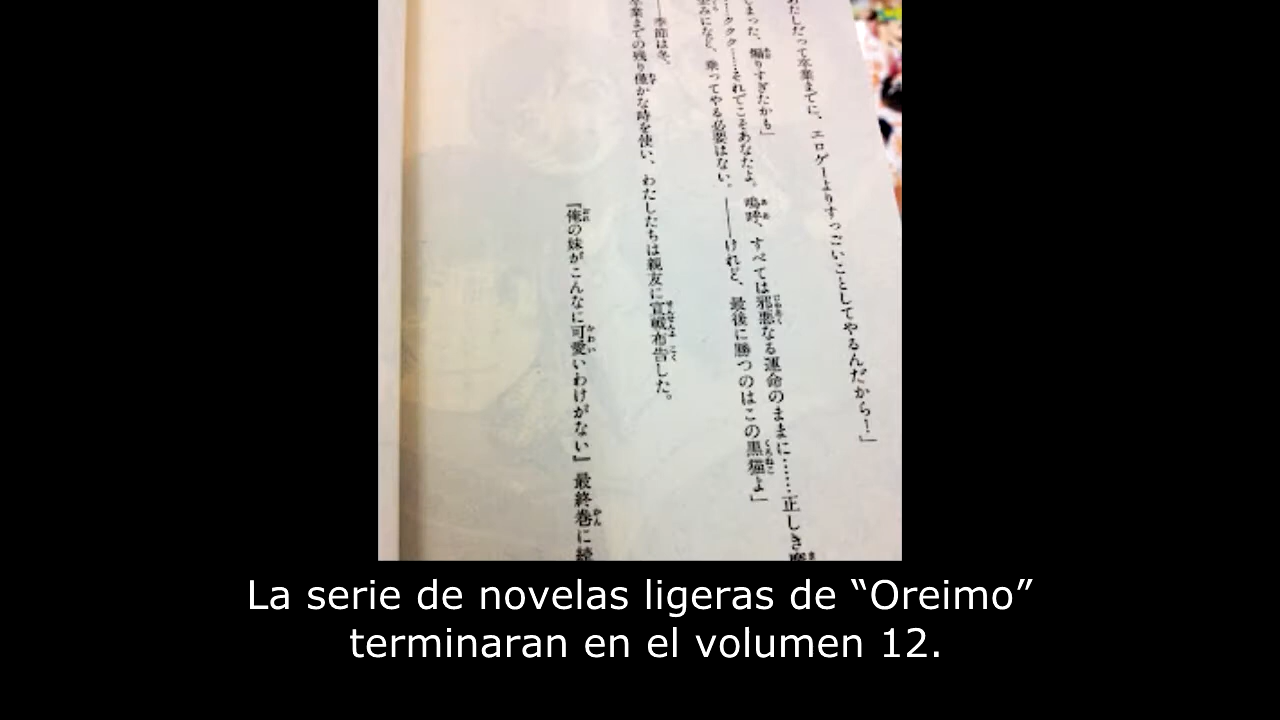 あたしだって卒業までに、エロゲーよりすっごいことしてやるんだから！」
しまった、煽りすぎたかも」
……ククク……それでこそあなたよ。嗚呼、すべては邪悪なる運命のままに……正しき
みになど、乗ってやる必要はない。――けれど、最後に勝つのはこの黒猫よ」
――季節は冬。
卒業までの残り僅かな時を使い、わたしたちは親友に宣戦布告した。
『俺の妹がこんなに可愛いわけがない』最終巻に続
La serie de novelas ligeras de “Oreimo”
terminaran en el volumen 12.